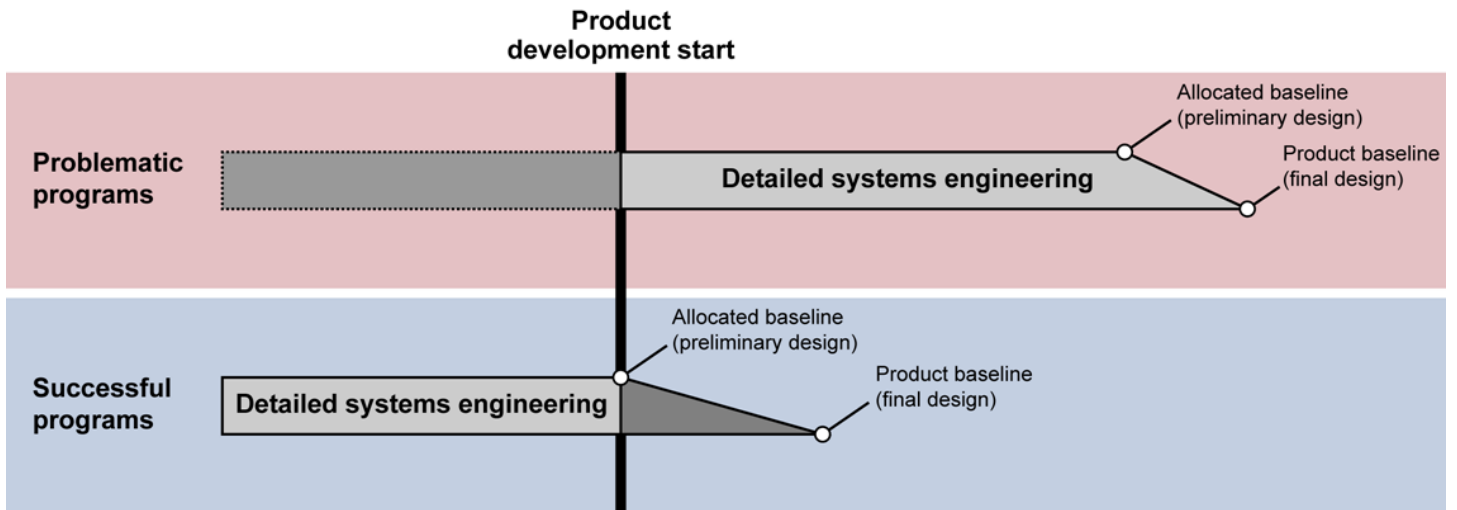 Product
development start
Allocated baseline
(preliminary design)
Problematic
programs
Detailed systems engineering
Product baseline
(final design)
Allocated baseline
(preliminary design)
Successful
programs
Detailed systems engineering
Product baseline
(final design)